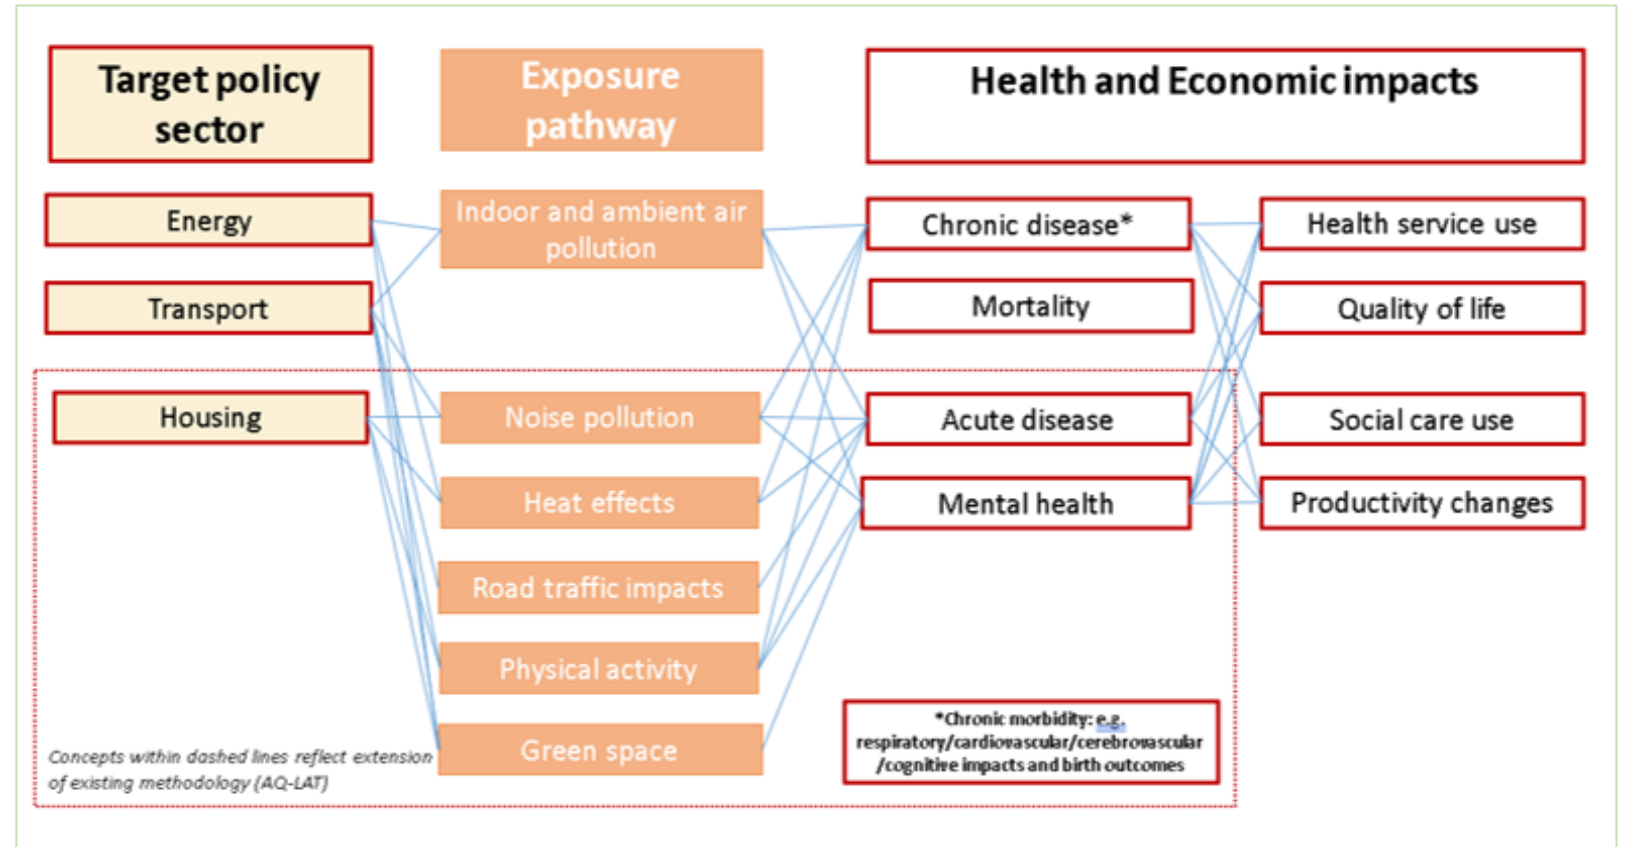 Target policy
sector
Exposure
pathway
Health and Economic impacts
Energy
Indoor and ambient air
pollution
Chronic disease*
Health service use
Transport
Mortality
Quality of life
Housing
Noise pollution
Acute disease
Social care use
Heat effects
Mental health
Productivity changes
Road traffic impacts
Physical activity
Green space
*Chronic morbidity: e.g.
respiratory/cardiovascular/cerebrovascular
/cognitive impacts and birth outcomes
Concepts within dashed lines reflect extension
of existing methodology (AQ-LAT)